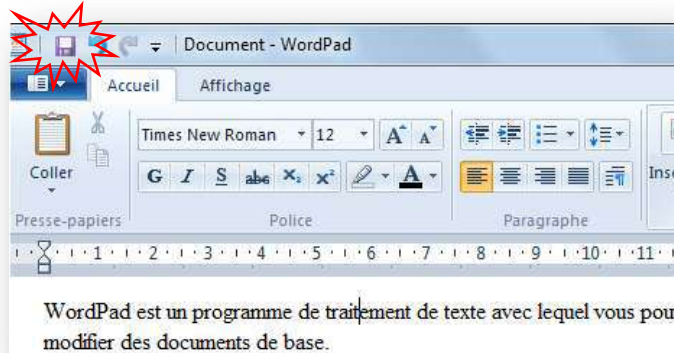 Document - WordPad
Accueil Affichage
Coller
Times New Roman 12 A A
G I S abc X₂ X² A
Presse-papiers Police Paragraphe
1 2 3 4 5 6 7 8 9 10 11
WordPad est un programme de traitement de texte avec lequel vous
modifier des documents de base.